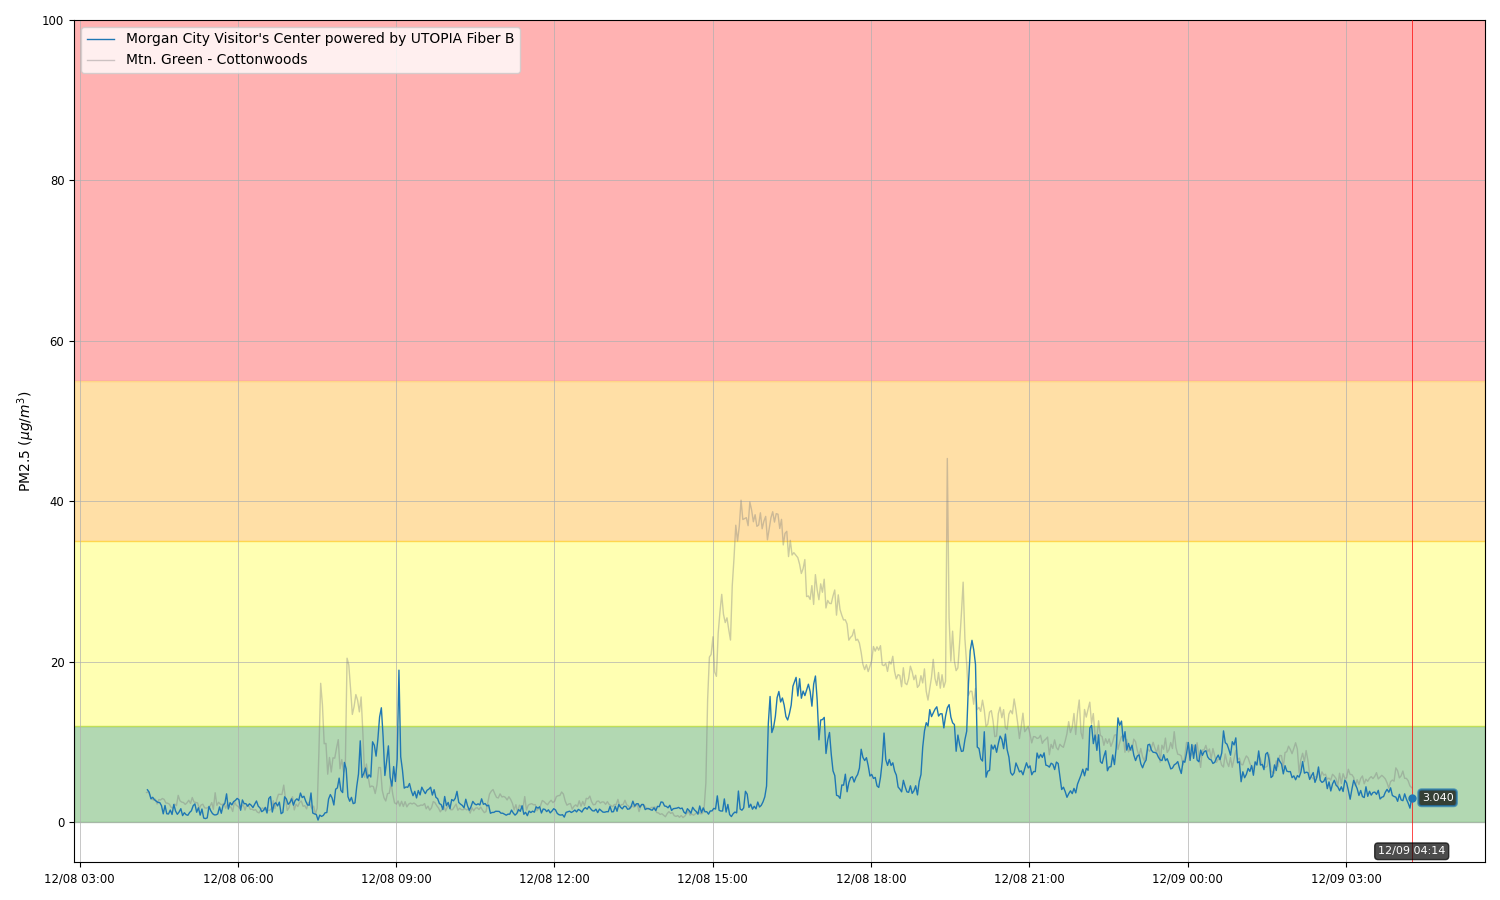 100
80
60
40
20
0
PM2.5 (μg/m³)
Morgan City Visitor's Center powered by UTOPIA Fiber B
Mtn. Green - Cottonwoods
3.040
12/09 04:14
12/08 03:00 12/08 06:00 12/08 09:00 12/08 12:00 12/08 15:00 12/08 18:00 12/08 21:00 12/09 00:00 12/09 03:00